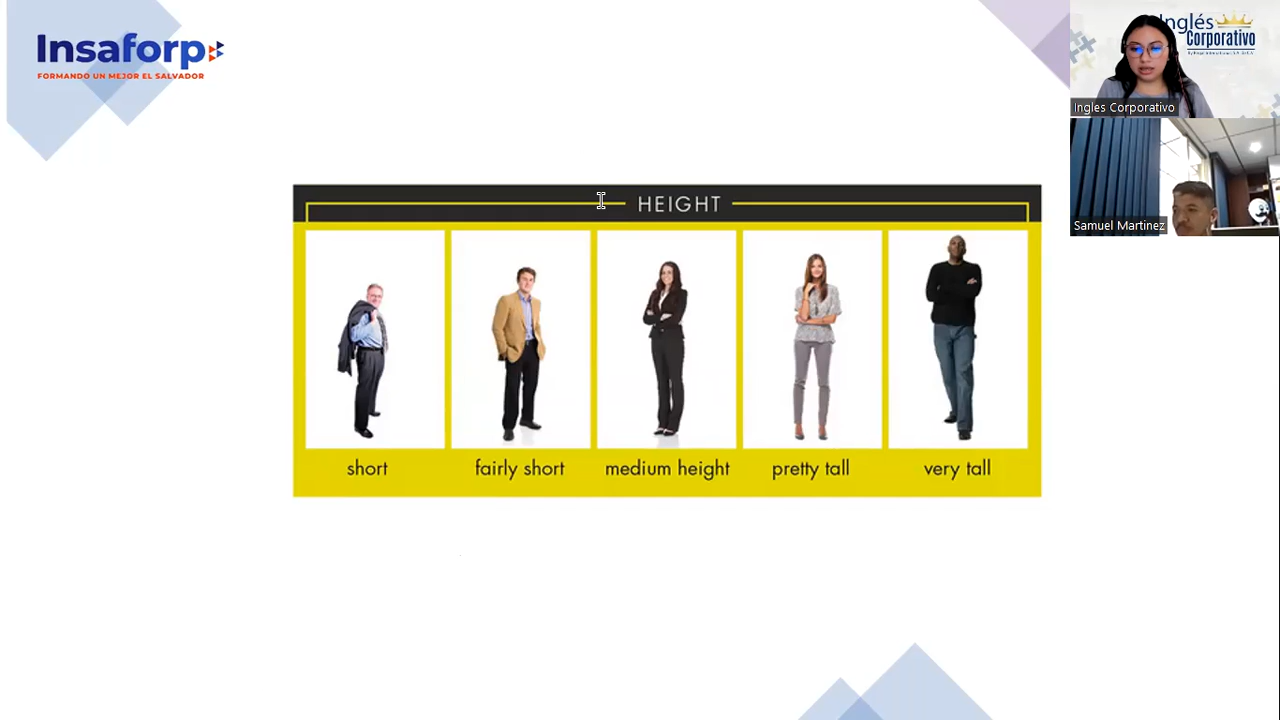 Insaforp
FORMANDO UN MEJOR EL SALVADOR
HEIGHT
short
fairly short
medium height
pretty tall
very tall
Inglés
Corporativo
Ingles Corporativo
Samuel Martinez